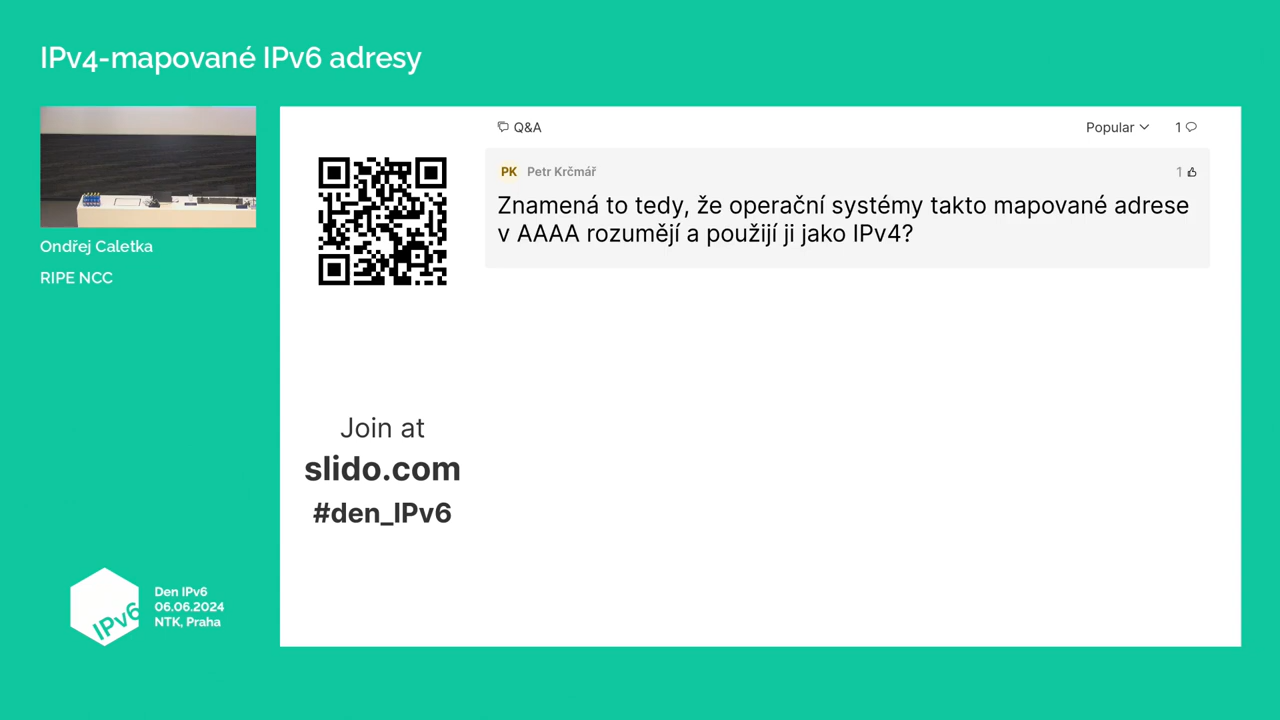 IPv4-mapované IPv6 adresy
Ondřej Caletka
RIPE NCC
Q&A
Popular
1
PK
Petr Krčmář
1
Znamená to tedy, že operační systémy takto mapované adrese
v AAAA rozumějí a použijí ji jako IPv4?
Join at
slido.com
#den_IPv6
IPv6
Den IPv6
06.06.2024
NTK, Praha